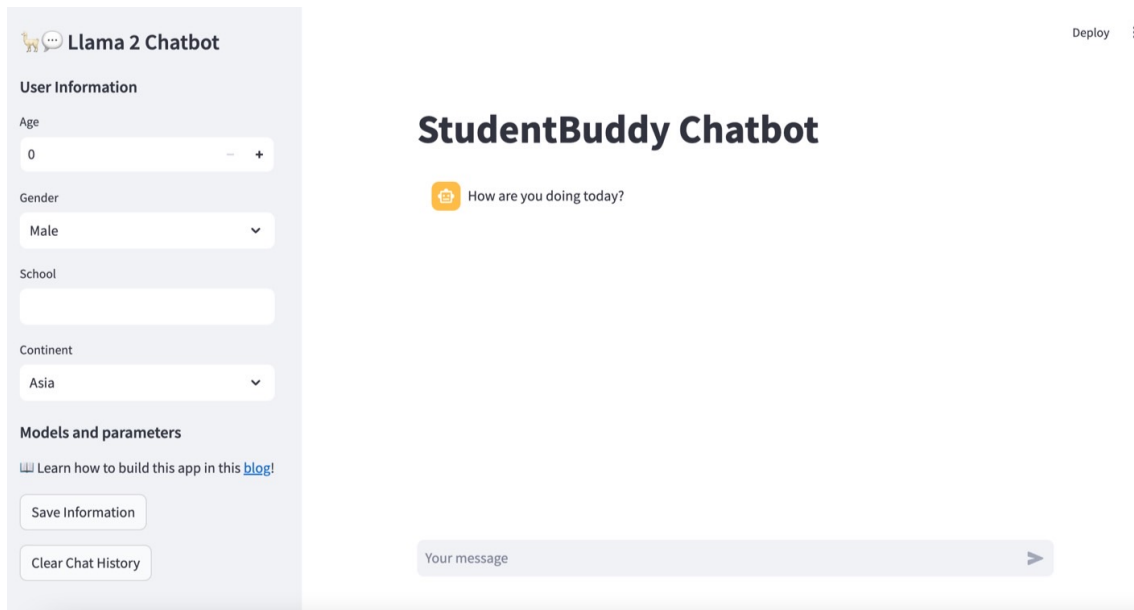 Llama 2 Chatbot
User Information
Age
0
Gender
Male
School
Continent
Asia
Models and parameters
Learn how to build this app in this blog!
Save Information
Clear Chat History
Deploy
StudentBuddy Chatbot
How are you doing today?
Your message